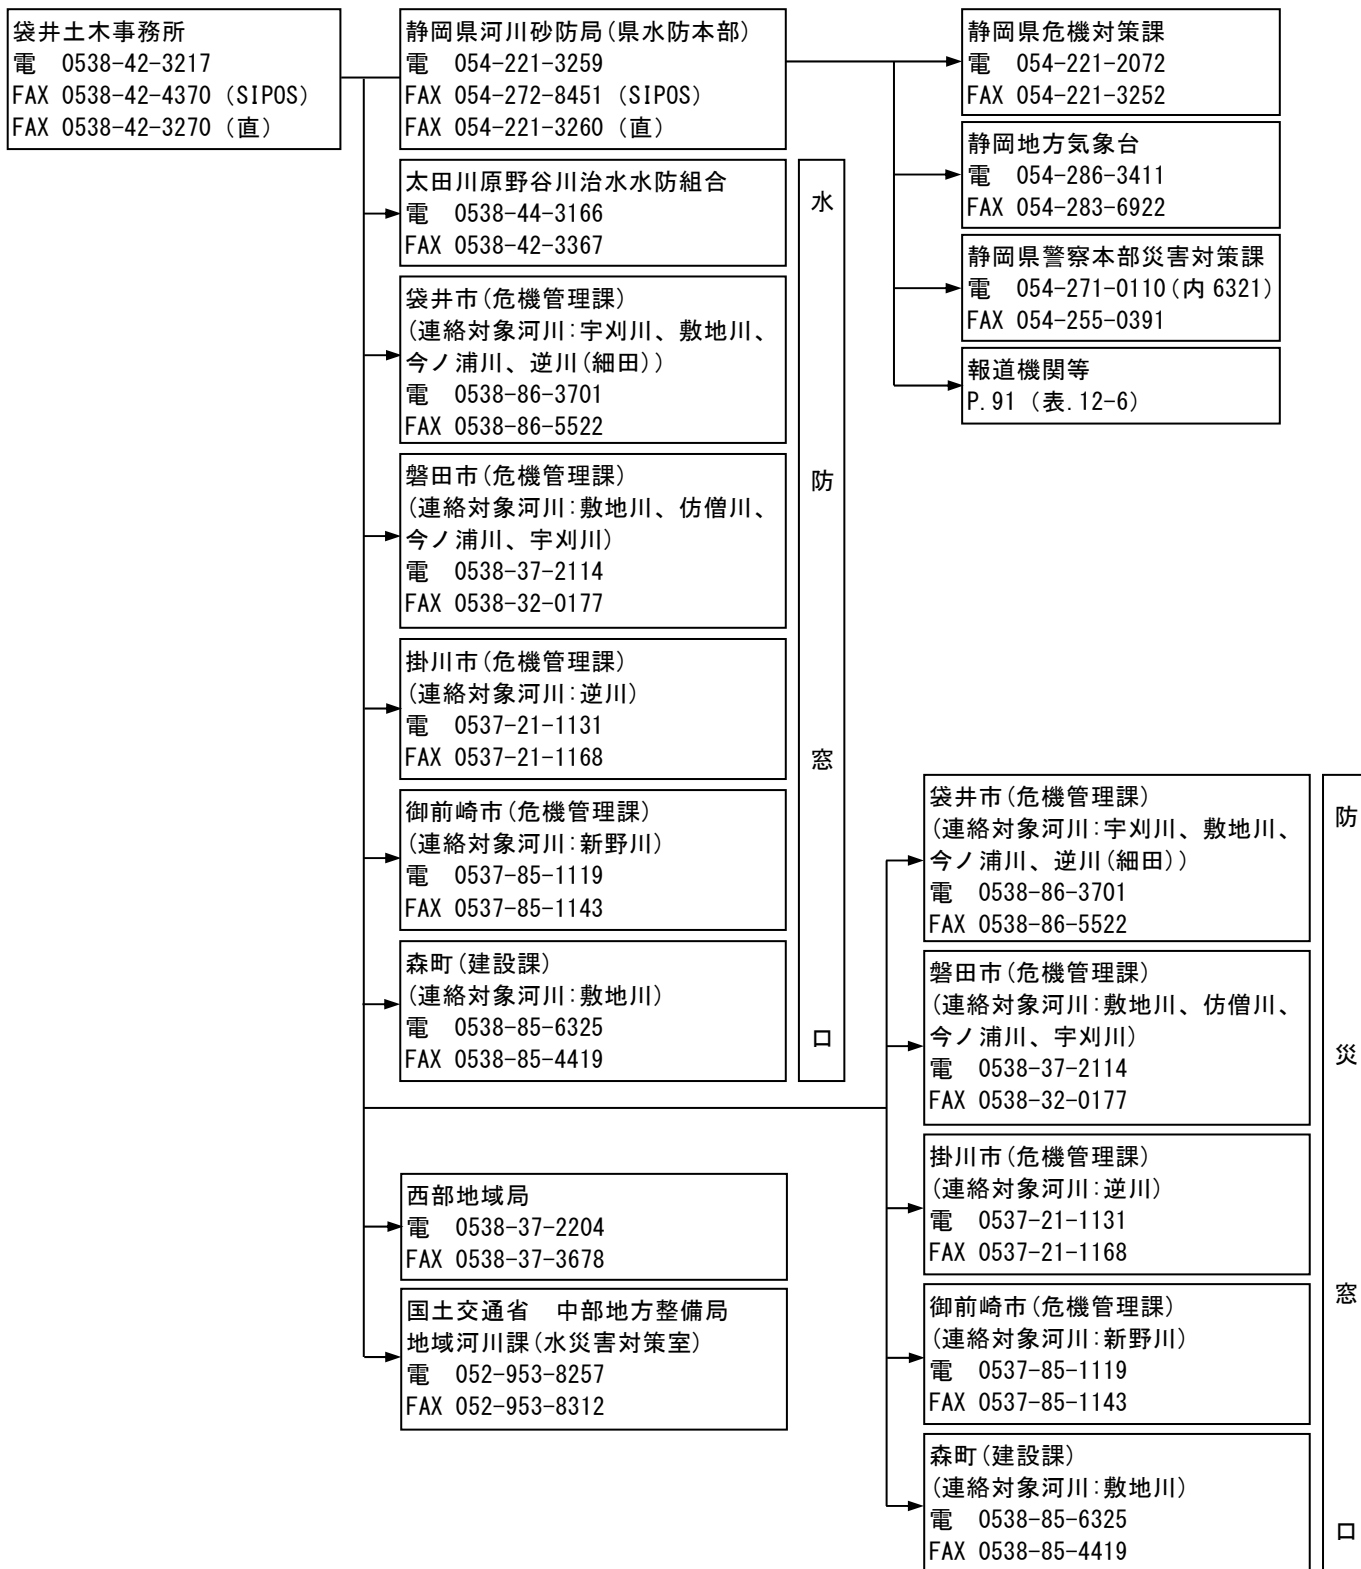 袋井土木事務所
電　0538-42-3217
FAX 0538-42-4370（SIPOS）
FAX 0538-42-3270（直）
静岡県河川砂防局(県水防本部)
電　054-221-3259
FAX 054-272-8451（SIPOS）
FAX 054-221-3260（直）
静岡県危機対策課
電　054-221-2072
FAX 054-221-3252
静岡地方気象台
電　054-286-3411
FAX 054-283-6922
静岡県警察本部災害対策課
電　054-271-0110(内 6321)
FAX 054-255-0391
報道機関等
P.91（表.12-6）
太田川原野谷川治水水防組合
電　0538-44-3166
FAX 0538-42-3367
袋井市(危機管理課)
(連絡対象河川:宇刈川、敷地川、
今ノ浦川、逆川(細田))
電　0538-86-3701
FAX 0538-86-5522
磐田市(危機管理課)
(連絡対象河川:敷地川、仿僧川、
今ノ浦川、宇刈川)
電　0538-37-2114
FAX 0538-32-0177
掛川市(危機管理課)
(連絡対象河川:逆川)
電　0537-21-1131
FAX 0537-21-1168
御前崎市(危機管理課)
(連絡対象河川:新野川)
電　0537-85-1119
FAX 0537-85-1143
森町(建設課)
(連絡対象河川:敷地川)
電　0538-85-6325
FAX 0538-85-4419
水防窓口
西部地域局
電　0538-37-2204
FAX 0538-37-3678
国土交通省　中部地方整備局
地域河川課(水災害対策室)
電　052-953-8257
FAX 052-953-8312
袋井市(危機管理課)
(連絡対象河川:宇刈川、敷地川、
今ノ浦川、逆川(細田))
電　0538-86-3701
FAX 0538-86-5522
磐田市(危機管理課)
(連絡対象河川:敷地川、仿僧川、
今ノ浦川、宇刈川)
電　0538-37-2114
FAX 0538-32-0177
掛川市(危機管理課)
(連絡対象河川:逆川)
電　0537-21-1131
FAX 0537-21-1168
御前崎市(危機管理課)
(連絡対象河川:新野川)
電　0537-85-1119
FAX 0537-85-1143
森町(建設課)
(連絡対象河川:敷地川)
電　0538-85-6325
FAX 0538-85-4419
防災窓口